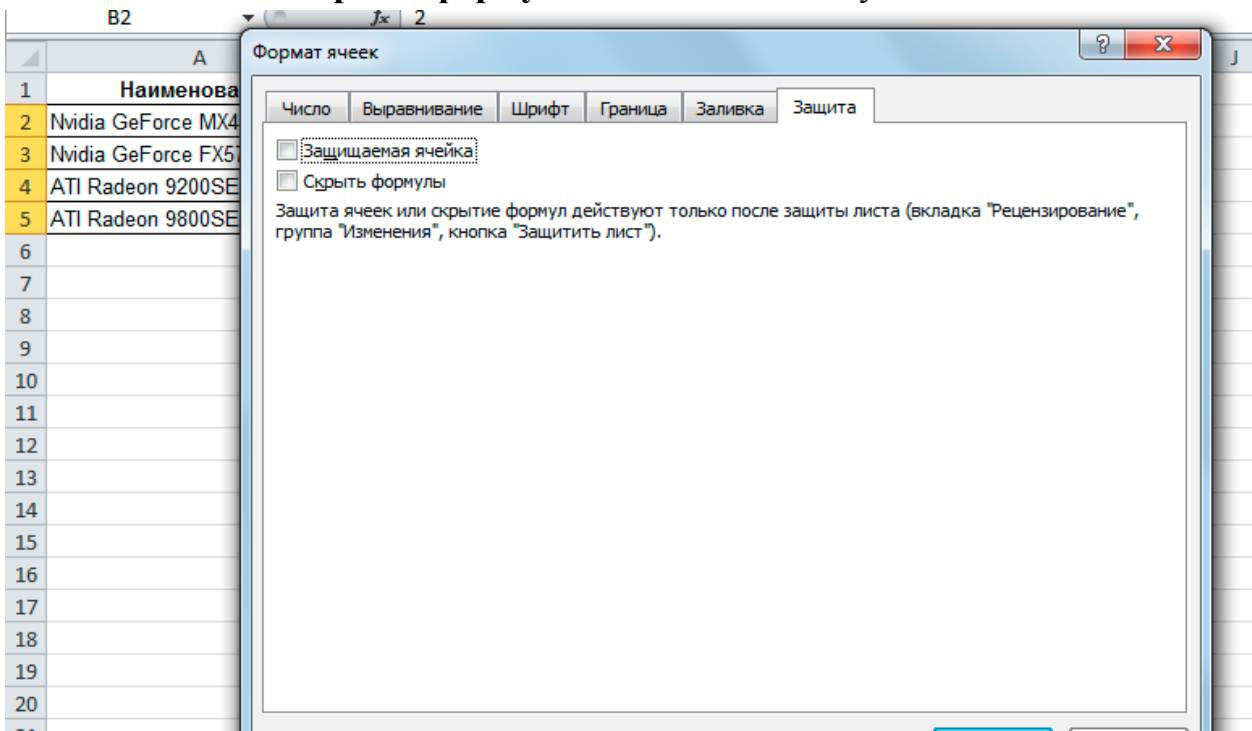 B2 fx 2
A J
Формат ячеек
1 Наименова
Число Выравнивание Шрифт Граница Заливка Защита
2 Nvidia GeForce MX4
3 Nvidia GeForce FX5
Защищаемая ячейка
4 ATI Radeon 9200SE
Скрыть формулы
5 ATI Radeon 9800SE
Защита ячеек или скрытие формул действуют только после защиты листа (вкладка "Рецензирование",
группа "Изменения", кнопка "Защитить лист").
6
7
8
9
10
11
12
13
14
15
16
17
18
19
20